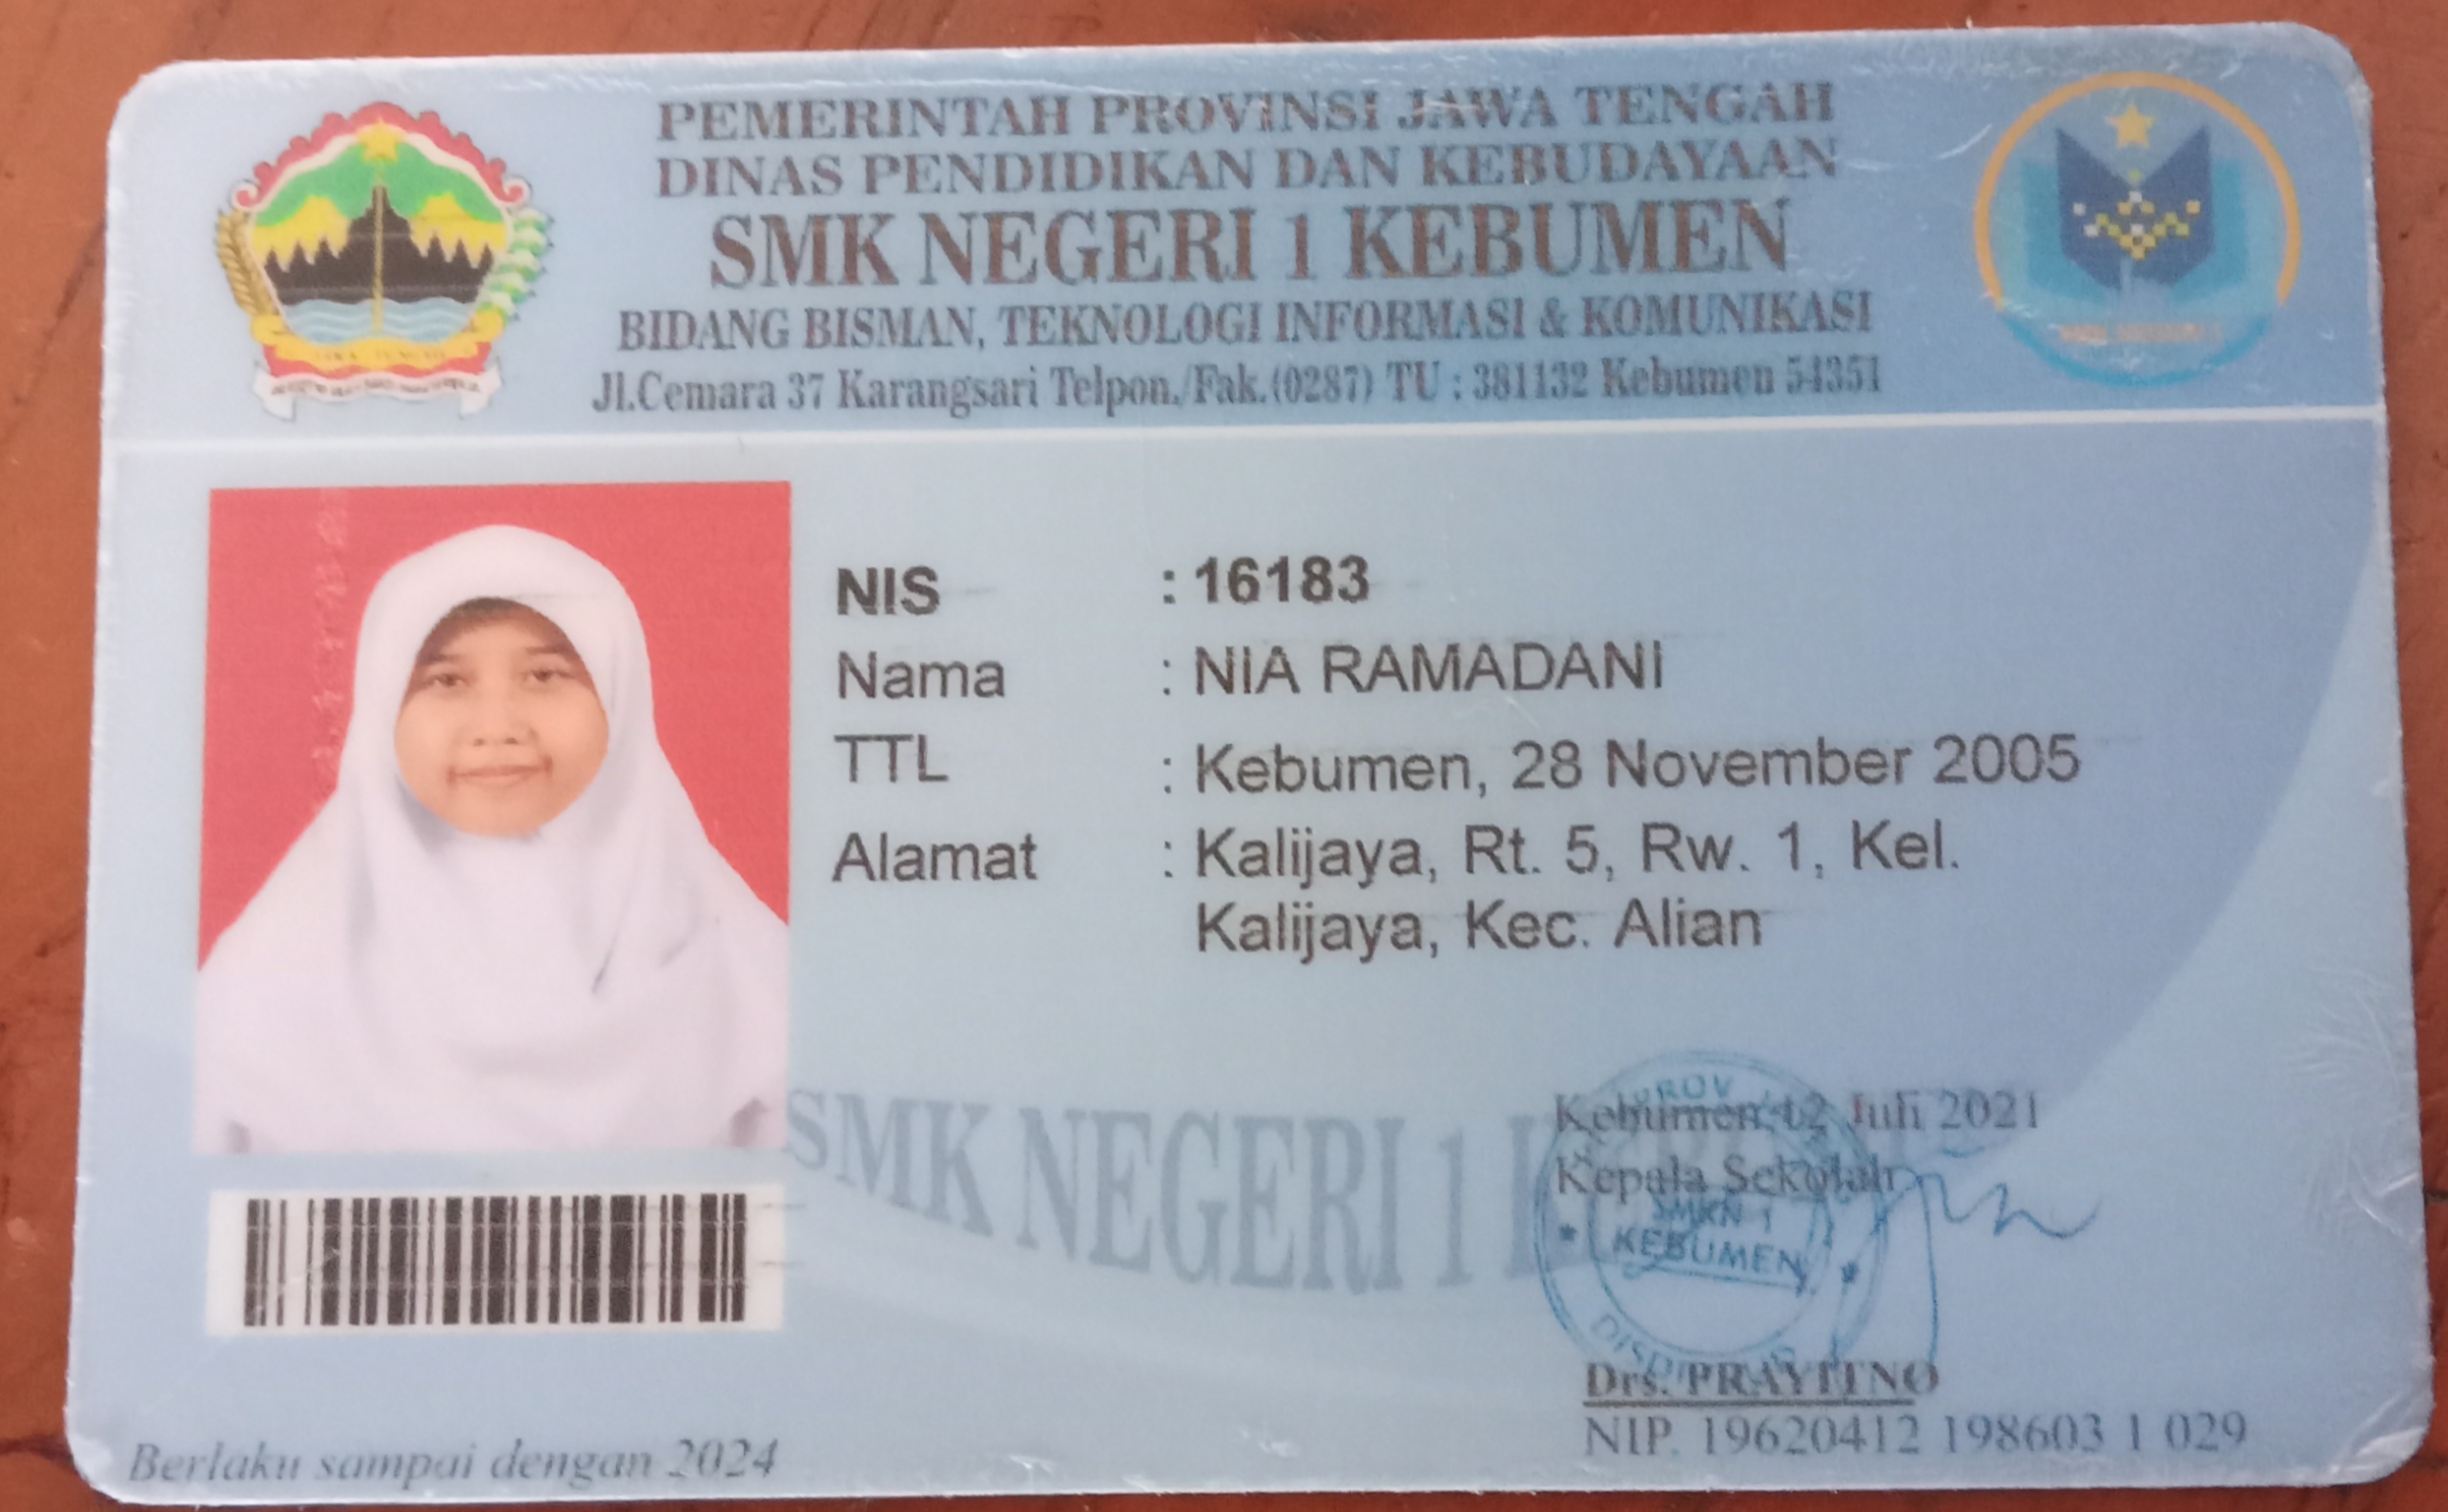 PEMERINTAH PROVINSI JAWA TENGAH
DINAS PENDIDIKAN DAN KEBUDAYAAN
SMK NEGERI 1 KEBUMEN
BIDANG BISMAN, TEKNOLOGI INFORMASI & KOMUNIKASI
Jl.Cemara 37 Karangsari Telpon./Fak.(0287) TU : 381132 Kebumen 54351
NIS : 16183
Nama : NIA RAMADANI
TTL : Kebumen, 28 November 2005
Alamat : Kalijaya, Rt. 5, Rw. 1, Kel.
Kalijaya, Kec. Alian
SMK NEGERI 1
Kebumen, 12 Juli 2021
Kepala Sekolah
SMKN 1
KEBUMEN
Drs. PRAYITNO
NIP. 19620412 198603 1 029
Berlaku sampai dengan 2024